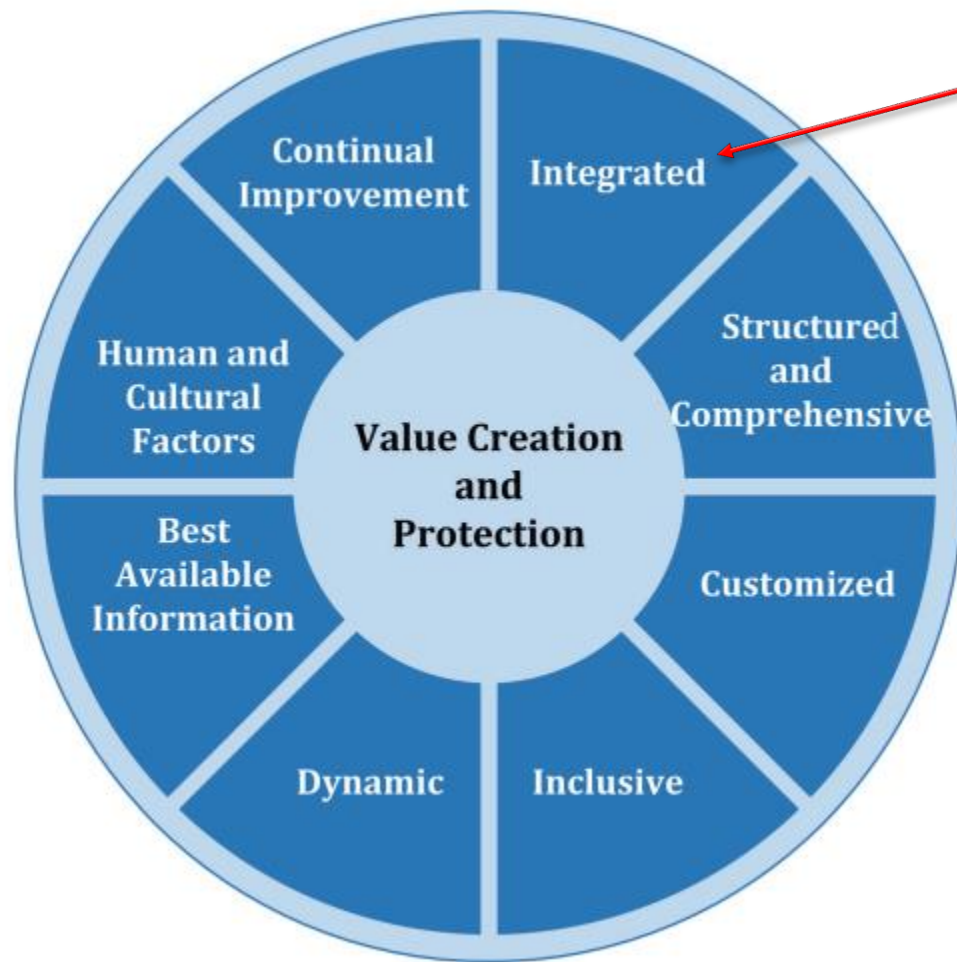 Continual
Improvement
Integrated
Structured
and
Comprehensive
Customized
Inclusive
Dynamic
Best
Available
Information
Human and
Cultural
Factors
Value Creation
and
Protection